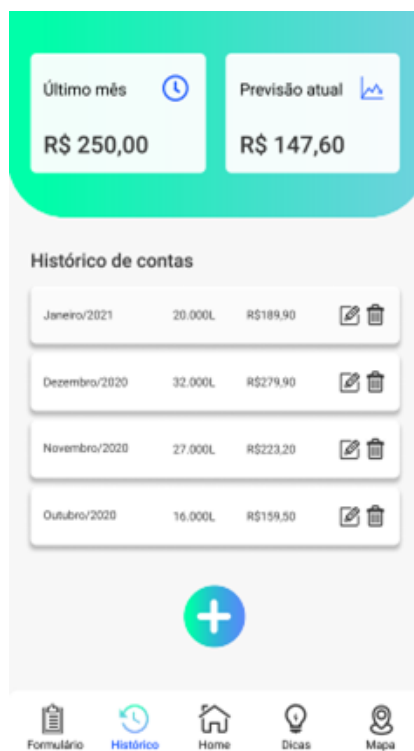 Último mês
R$ 250,00
Previsão atual
R$ 147,60
Histórico de contas
Janeiro/2021 20.000L R$189,90
Dezembro/2020 32.000L R$279,90
Novembro/2020 27.000L R$223,20
Outubro/2020 16.000L R$159,50
Formulário Histórico Home Dicas Mapa